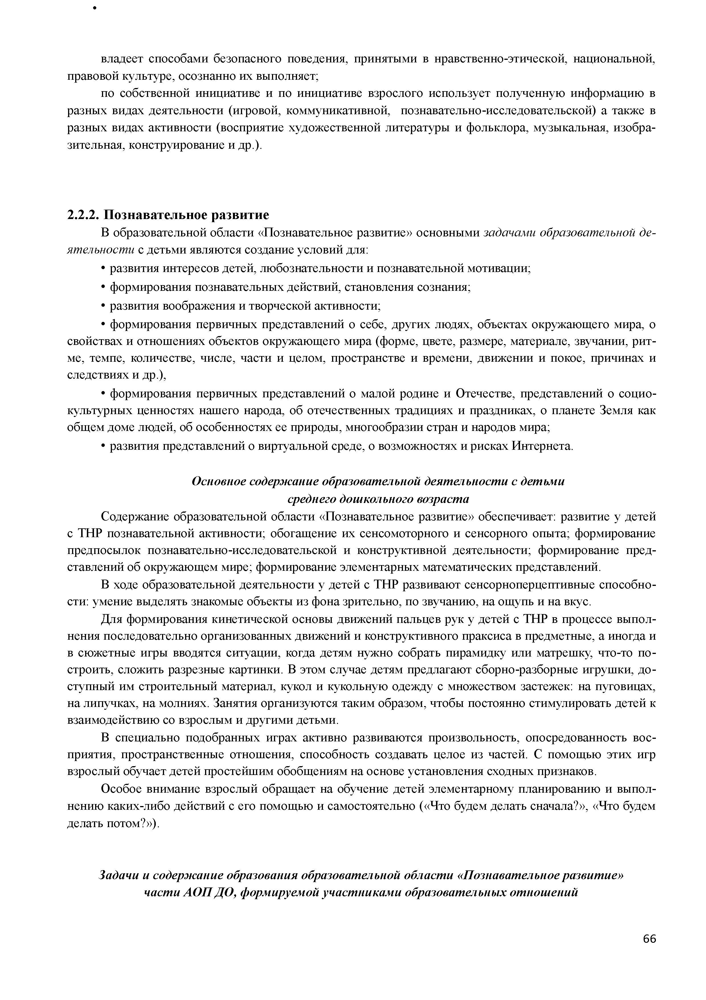 •
владеет способами безопасного поведения, принятыми в нравственно-этической, национальной,
правовой культуре, осознанно их выполняет;
по собственной инициативе и по инициативе взрослого использует полученную информацию в
разных видах деятельности (игровой, коммуникативной, познавательно-исследовательской) а также в
разных видах активности (восприятие художественной литературы и фольклора, музыкальная, изобра-
зительная, конструирование и др.).
2.2.2. Познавательное развитие
В образовательной области «Познавательное развитие» основными задачами образовательной де-
ятельности с детьми являются создание условий для:
• развития интересов детей, любознательности и познавательной мотивации;
• формирования познавательных действий, становления сознания;
• развития воображения и творческой активности;
• формирования первичных представлений о себе, других людях, объектах окружающего мира, о
свойствах и отношениях объектов окружающего мира (форме, цвете, размере, материале, звучании, рит-
ме, темпе, количестве, числе, части и целом, пространстве и времени, движении и покое, причинах и
следствиях и др.),
• формирования первичных представлений о малой родине и Отечестве, представлений о социо-
культурных ценностях нашего народа, об отечественных традициях и праздниках, о планете Земля как
общем доме людей, об особенностях ее природы, многообразии стран и народов мира;
• развития представлений о виртуальной среде, о возможностях и рисках Интернета.
Основное содержание образовательной деятельности с детьми
среднего дошкольного возраста
Содержание образовательной области «Познавательное развитие» обеспечивает: развитие у детей
с ТНР познавательной активности; обогащение их сенсомоторного и сенсорного опыта; формирование
предпосылок познавательно-исследовательской и конструктивной деятельности; формирование пред-
ставлений об окружающем мире; формирование элементарных математических представлений.
В ходе образовательной деятельности у детей с ТНР развивают сенсорноперцептивные способно-
сти: умение выделять знакомые объекты из фона зрительно, по звучанию, на ощупь и на вкус.
Для формирования кинетической основы движений пальцев рук у детей с ТНР в процессе выпол-
нения последовательно организованных движений и конструктивного праксиса в предметные, а иногда и
в сюжетные игры вводятся ситуации, когда детям нужно собрать пирамидку или матрешку, что-то по-
строить, сложить разрезные картинки. В этом случае детям предлагают сборно-разборные игрушки, до-
ступный им строительный материал, кукол и кукольную одежду с множеством застежек: на пуговицах,
на липучках, на молниях. Занятия организуются таким образом, чтобы постоянно стимулировать детей к
взаимодействию со взрослым и другими детьми.
В специально подобранных играх активно развиваются произвольность, опосредованность вос-
приятия, пространственные отношения, способность создавать целое из частей. С помощью этих игр
взрослый обучает детей простейшим обобщениям на основе установления сходных признаков.
Особое внимание взрослый обращает на обучение детей элементарному планированию и выпол-
нению каких-либо действий с его помощью и самостоятельно («Что будем делать сначала?», «Что будем
делать потом?»).
Задачи и содержание образования образовательной области «Познавательное развитие»
части АОП ДО, формируемой участниками образовательных отношений
66